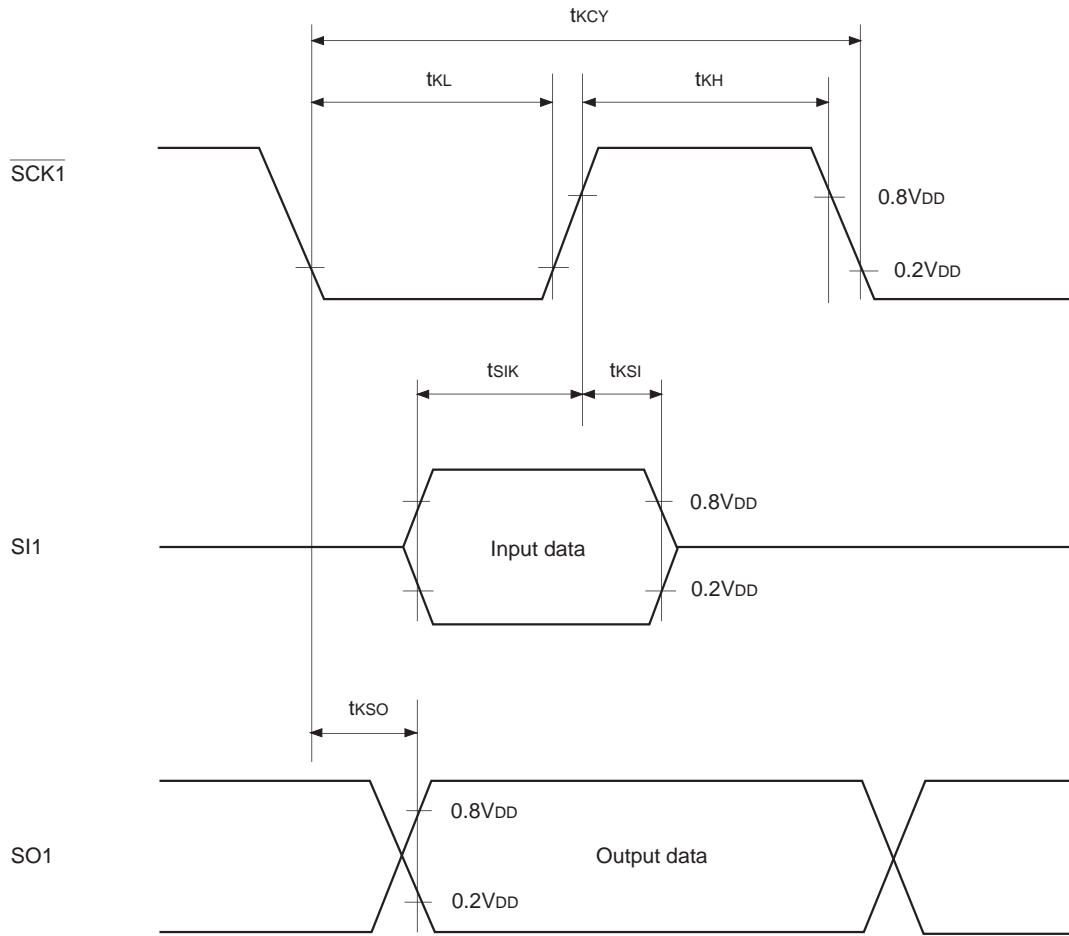 tKCY
tKL
tKH
SCK1
0.8VDD
0.2VDD
tSIK
tKSI
0.8VDD
SI1
Input data
0.2VDD
tKSO
0.8VDD
SO1
Output data
0.2VDD